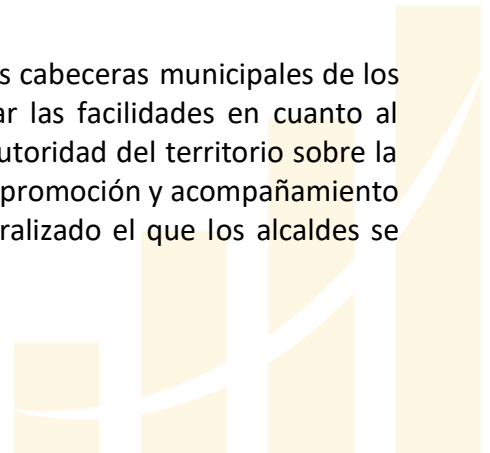 s cabeceras municipales de los
ar las facilidades en cuanto al
utoridad del territorio sobre la
promoción y acompañamiento
ralizado el que los alcaldes se